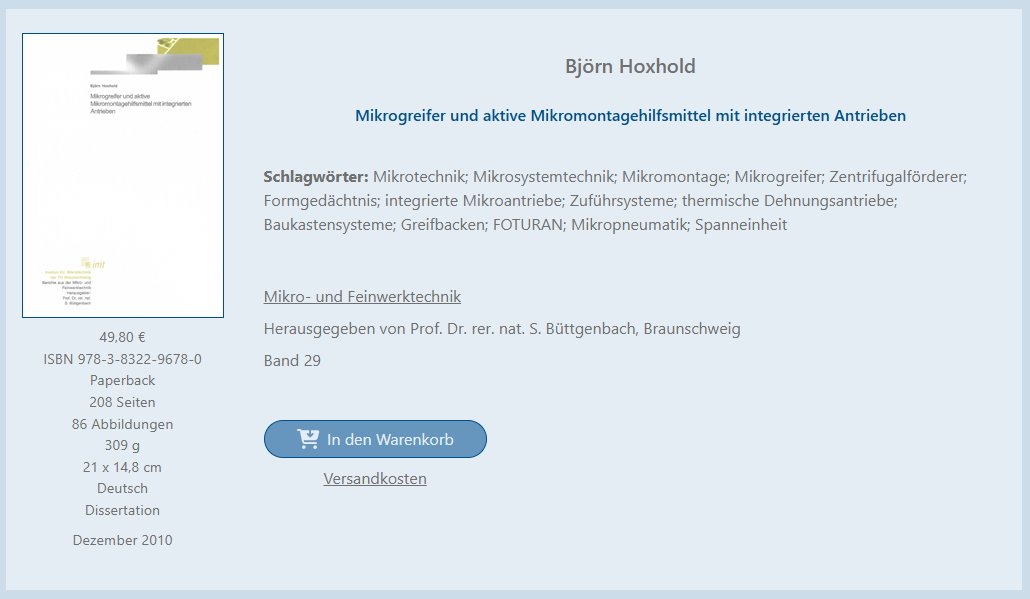 Björn Hoxhold
Mikrogreifer und aktive
Mikromontagehilfsmittel mit integrierten
Antrieben
imt
Institut für Mikrotechnik
der TU Braunschweig
Berichte aus der Mikro- und
Feinwerktechnik
Herausgegeber:
Prof. Dr. rer. nat.
S. Büttgenbach
49,80 €
ISBN 978-3-8322-9678-0
Paperback
208 Seiten
86 Abbildungen
309 g
21 x 14,8 cm
Deutsch
Dissertation
Dezember 2010
Björn Hoxhold
Mikrogreifer und aktive Mikromontagehilfsmittel mit integrierten Antrieben
Schlagwörter: Mikrotechnik; Mikrosystemtechnik; Mikromontage; Mikrogreifer; Zentrifugalförderer;
Formgedächtnis; integrierte Mikroantriebe; Zuführsysteme; thermische Dehnungsantriebe;
Baukastensysteme; Greifbacken; FOTURAN; Mikropneumatik; Spanneinheit
Mikro- und Feinwerktechnik
Herausgegeben von Prof. Dr. rer. nat. S. Büttgenbach, Braunschweig
Band 29
In den Warenkorb
Versandkosten